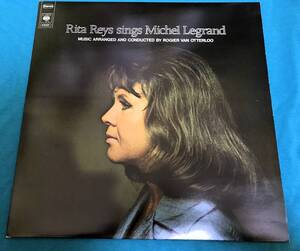 Rita Reys sings Michel Legrand
MUSIC ARRANGED AND CONDUCTED BY ROGIER VAN OTTERLOO